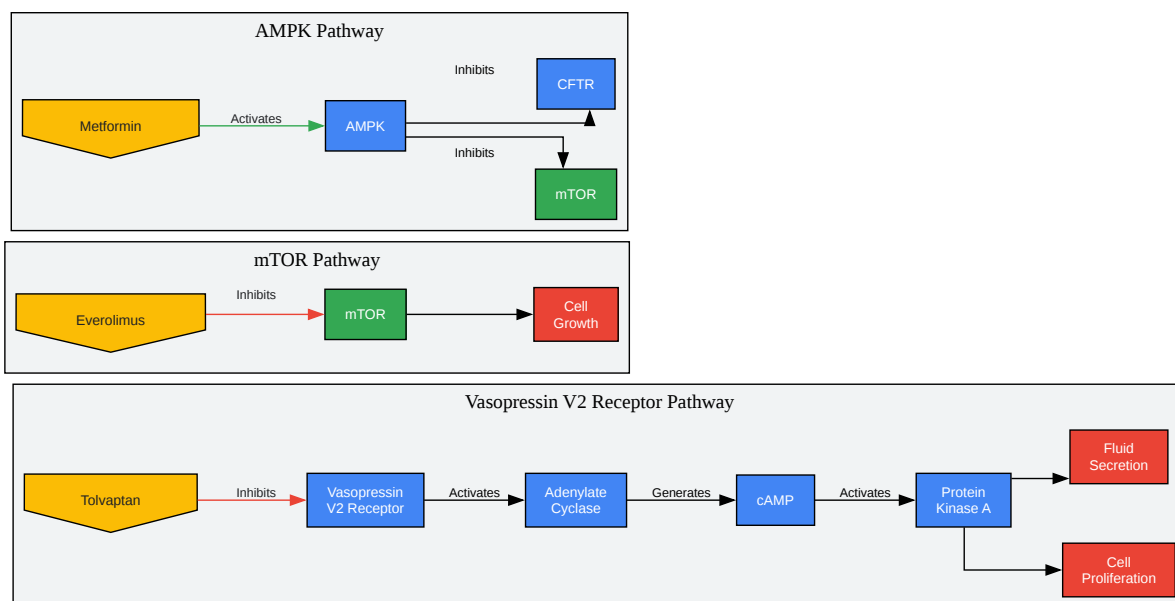 AMPK Pathway
Inhibits
CFTR
Metformin
Activates
AMPK
Inhibits
mTOR
mTOR Pathway
Inhibits
Everolimus
mTOR
Cell
Growth
Vasopressin V2 Receptor Pathway
Fluid
Secretion
Tolvaptan
Inhibits
Vasopressin
V2 Receptor
Activates
Adenylate
Cyclase
Generates
cAMP
Activates
Protein
Kinase A
Cell
Proliferation